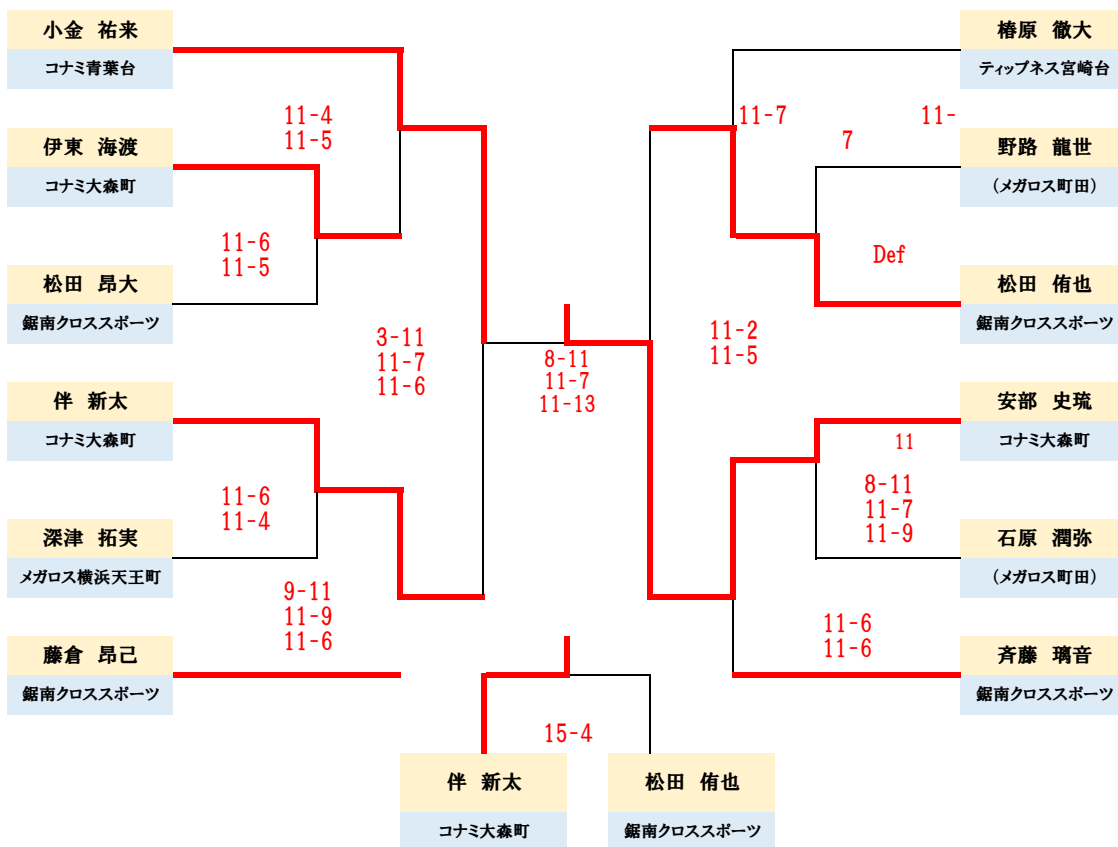 小金 祐来
コナミ青葉台
伊東 海渡
コナミ大森町
松田 昂大
鋸南クロススポーツ
伴 新太
コナミ大森町
深津 拓実
メガロス横浜天王町
藤倉 昂己
鋸南クロススポーツ
11-4
11-5
11-6
11-5
3-11
11-7
11-6
11-6
11-4
9-11
11-9
11-6
8-11
11-7
11-13
15-4
伴 新太
コナミ大森町
松田 侑也
鋸南クロススポーツ
11-7
11-
7
Def
11-2
11-5
11
8-11
11-7
11-9
11-6
11-6
椿原 徹大
ティップネス宮崎台
野路 龍世
(メガロス町田)
松田 侑也
鋸南クロススポーツ
安部 史琉
コナミ大森町
石原 潤弥
(メガロス町田)
斉藤 璃音
鋸南クロススポーツ